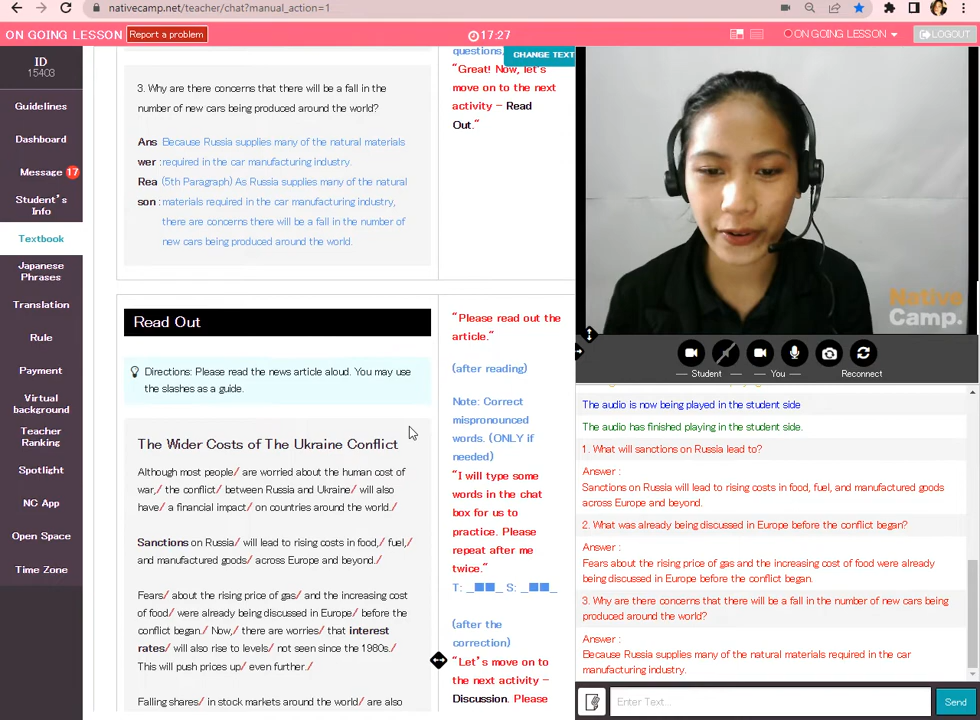 nativecamp.net/teacher/chat?manual_action=1
ON GOING LESSON
Report a problem
17:27
ON GOING LESSON
LOGOUT
ID
15403
Guidelines
Dashboard
Message 17
Student's
Info
Textbook
Japanese
Phrases
Translation
Rule
Payment
Virtual
background
Teacher
Ranking
Spotlight
NC App
Open Space
Time Zone
3. Why are there concerns that there will be a fall in the
number of new cars being produced around the world?
Ans Because Russia supplies many of the natural materials
wer :required in the car manufacturing industry.
Rea (5th Paragraph) As Russia supplies many of the natural
son : materials required in the car manufacturing industry,
there are concerns there will be a fall in the number of
new cars being produced around the world.
Read Out
Directions: Please read the news article aloud. You may use
the slashes as a guide.
The Wider Costs of The Ukraine Conflict
Although most people/ are worried about the human cost of
war,/ the conflict/ between Russia and Ukraine/ will also
have/ a financial impact/ on countries around the world./
Sanctions on Russia/ will lead to rising costs in food,/ fuel,/
and manufactured goods/ across Europe and beyond./
Fears/ about the rising price of gas/ and the increasing cost
of food/ were already being discussed in Europe/ before the
conflict began./ Now,/ there are worries/ that interest
rates/ will also rise to levels/ not seen since the 1980s./
This will push prices up/ even further./
Falling shares/ in stock markets around the world/ are also
questions,
CHANGE TEXT
"Great! Now, let's
move on to the next
activity – Read
Out."
"Please read out the
article."
(after reading)
Note: Correct
mispronounced
words. (ONLY if
needed)
"I will type some
words in the chat
box for us to
practice. Please
repeat after me
twice."
T: _■■_ S: _■■_
(after the
correction)
"Let's move on to
the next activity –
Discussion. Please
Native
Camp.
Student
You
Reconnect
The audio is now being played in the student side
The audio has finished playing in the student side.
1. What will sanctions on Russia lead to?
Answer :
Sanctions on Russia will lead to rising costs in food, fuel, and manufactured goods
across Europe and beyond.
2. What was already being discussed in Europe before the conflict began?
Answer :
Fears about the rising price of gas and the increasing cost of food were already
being discussed in Europe before the conflict began.
3. Why are there concerns that there will be a fall in the number of new cars being
produced around the world?
Answer :
Because Russia supplies many of the natural materials required in the car
manufacturing industry.
Enter Text...
Send